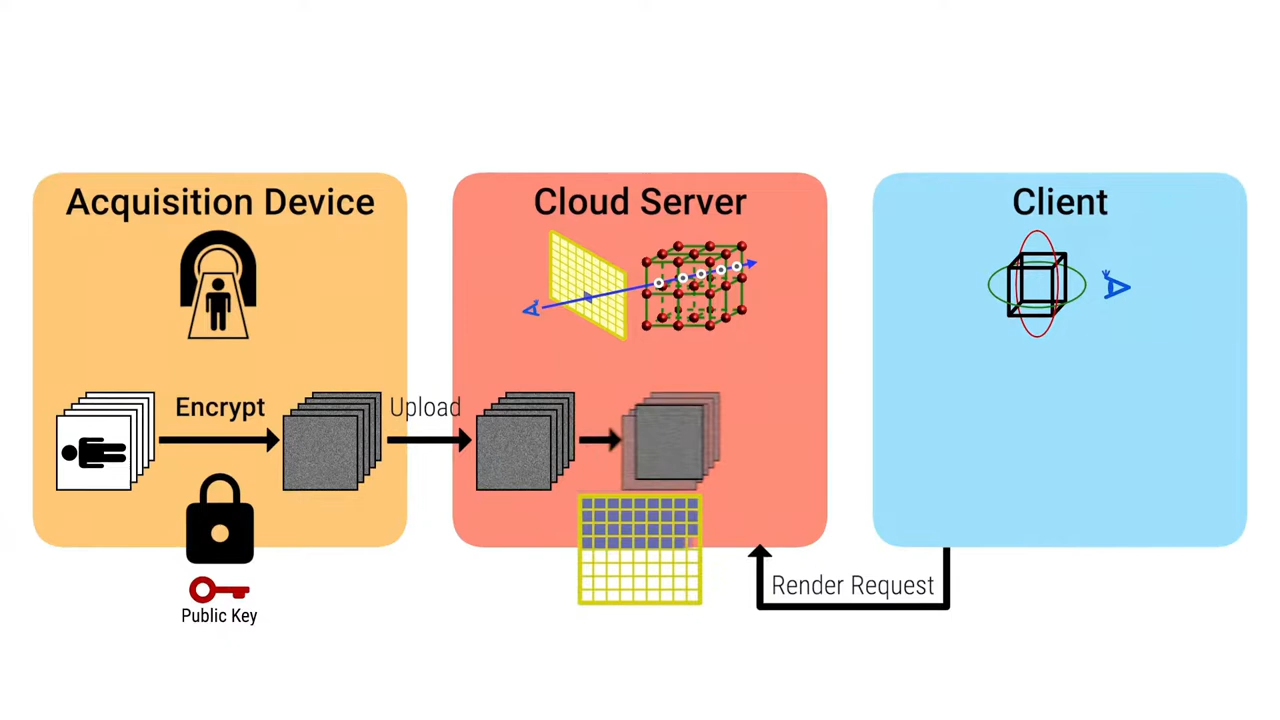 Acquisition Device
Cloud Server
Client
Encrypt
Upload
Render Request
Public Key